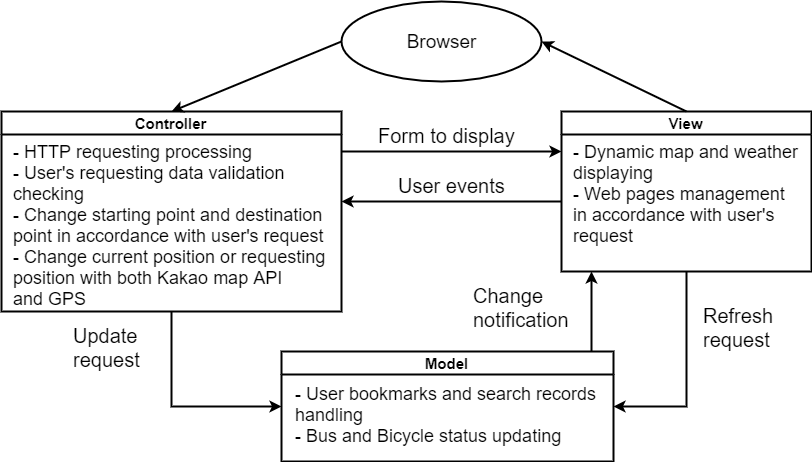 Browser
Controller
- HTTP requesting processing
- User's requesting data validation
checking
- Change starting point and destination
point in accordance with user's request
- Change current position or requesting
position with both Kakao map API
and GPS
Form to display
User events
View
- Dynamic map and weather
displaying
- Web pages management
in accordance with user's
request
Update
request
Change
notification
Refresh
request
Model
- User bookmarks and search records
handling
- Bus and Bicycle status updating